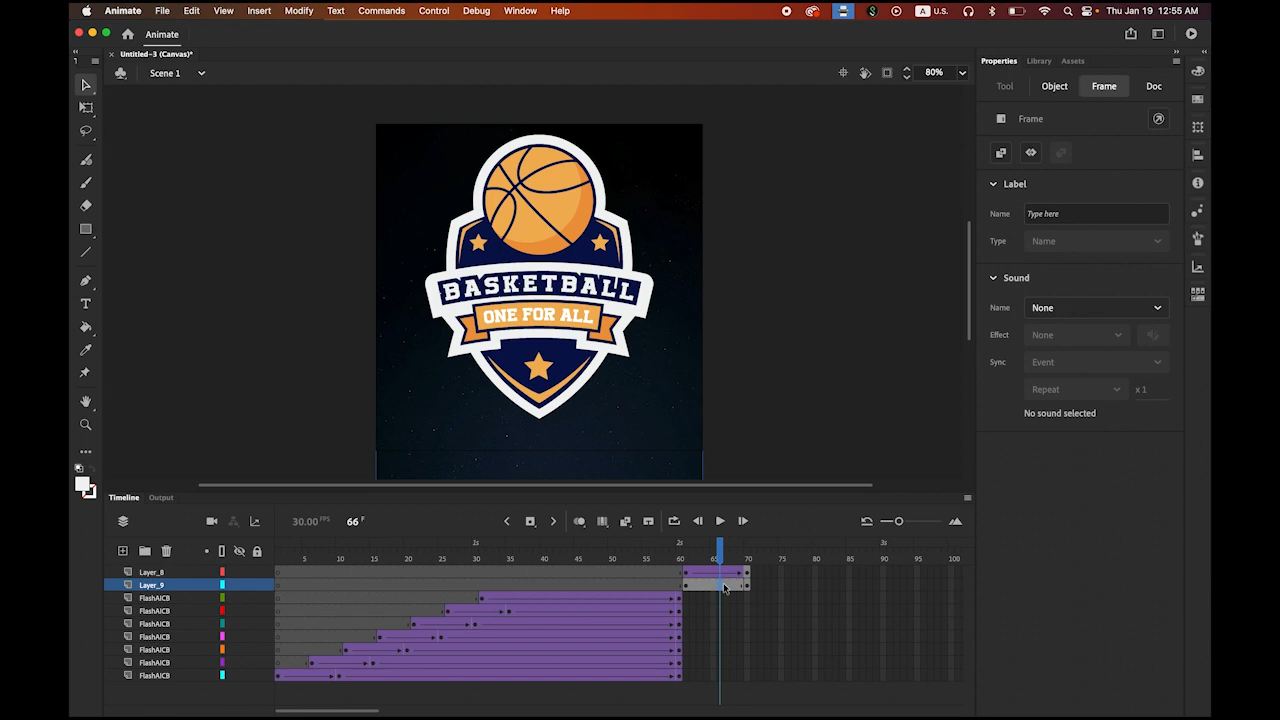 Animate File Edit View Insert Modify Text Commands Control Debug Window Help A U.S. Thu Jan 19 12:55 AM
Animate
Untitled-3 (Canvas)*
Scene 1 80%
Properties Library Assets
Tool Object Frame Doc
Frame
Label
Name Type here
Type Name
Sound
Name None
Effect None
Sync Event
Repeat x 1
No sound selected
BASKETBALL
ONE FOR ALL
Timeline Output
30.00 FPS 66 F
1s 2s 3s
5 10 15 20 25 30 35 40 45 50 55 60 65 70 75 80 85 90 95 100
Layer_8
Layer_9
FlashAICB
FlashAICB
FlashAICB
FlashAICB
FlashAICB
FlashAICB
FlashAICB